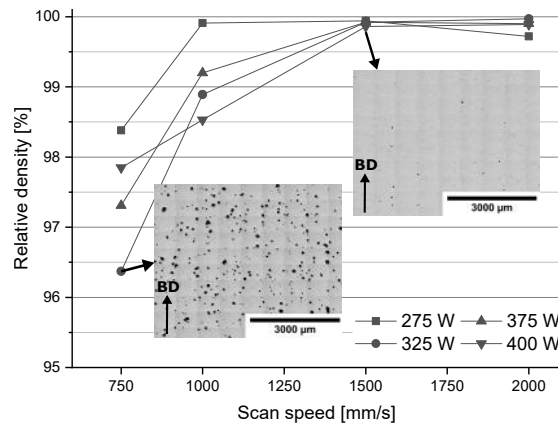 Relative density [%]
100
99
98
97
96
95
BD
3000 µm
BD
3000 µm
275 W
375 W
325 W
400 W
750
1000
1250
1500
1750
2000
Scan speed [mm/s]